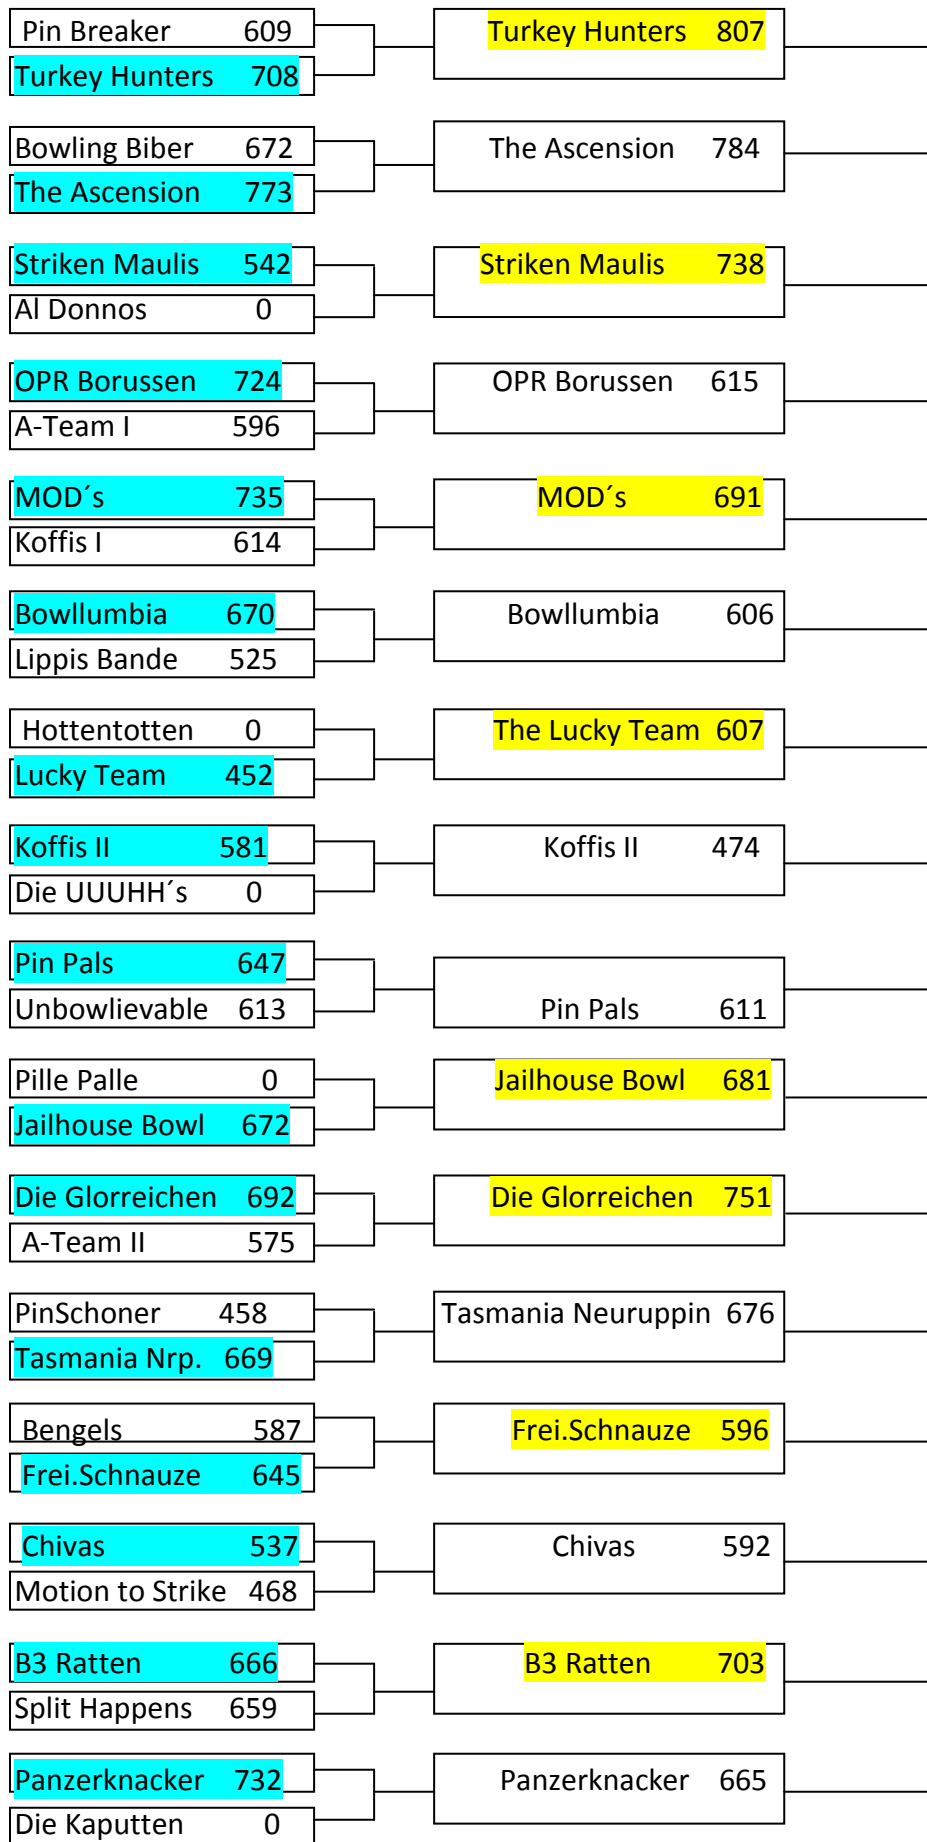 Pin Breaker 609
Turkey Hunters 708
Turkey Hunters 807
Bowling Biber 672
The Ascension 773
The Ascension 784
Striken Maulis 542
Al Donnos 0
Striken Maulis 738
OPR Borussen 724
A-Team I 596
OPR Borussen 615
MOD´s 735
Koffis I 614
MOD´s 691
Bowllumbia 670
Lippis Bande 525
Bowllumbia 606
Hottentotten 0
Lucky Team 452
The Lucky Team 607
Koffis II 581
Die UUUHH´s 0
Koffis II 474
Pin Pals 647
Unbowlievable 613
Pin Pals 611
Pille Palle 0
Jailhouse Bowl 672
Jailhouse Bowl 681
Die Glorreichen 692
A-Team II 575
Die Glorreichen 751
PinSchoner 458
Tasmania Nrp. 669
Tasmania Neuruppin 676
Bengels 587
Frei.Schnauze 645
Frei.Schnauze 596
Chivas 537
Motion to Strike 468
Chivas 592
B3 Ratten 666
Split Happens 659
B3 Ratten 703
Panzerknacker 732
Die Kaputten 0
Panzerknacker 665